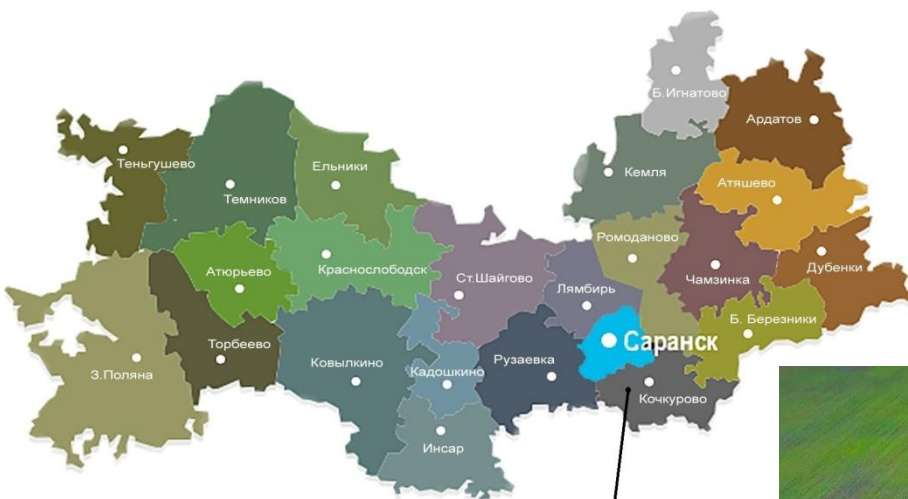 Б.Игнатово
Ардатов
Теньгушево
Ельники
Кемля
Атяшево
Темников
Ромоданово
Атюрьево
Краснослободск
Ст.Шайгово
Чамзинка
Дубенки
Лямбирь
Б. Березники
Саранск
З.Поляна
Торбеево
Ковылкино
Кадошкино
Рузаевка
Кочкурово
Инсар